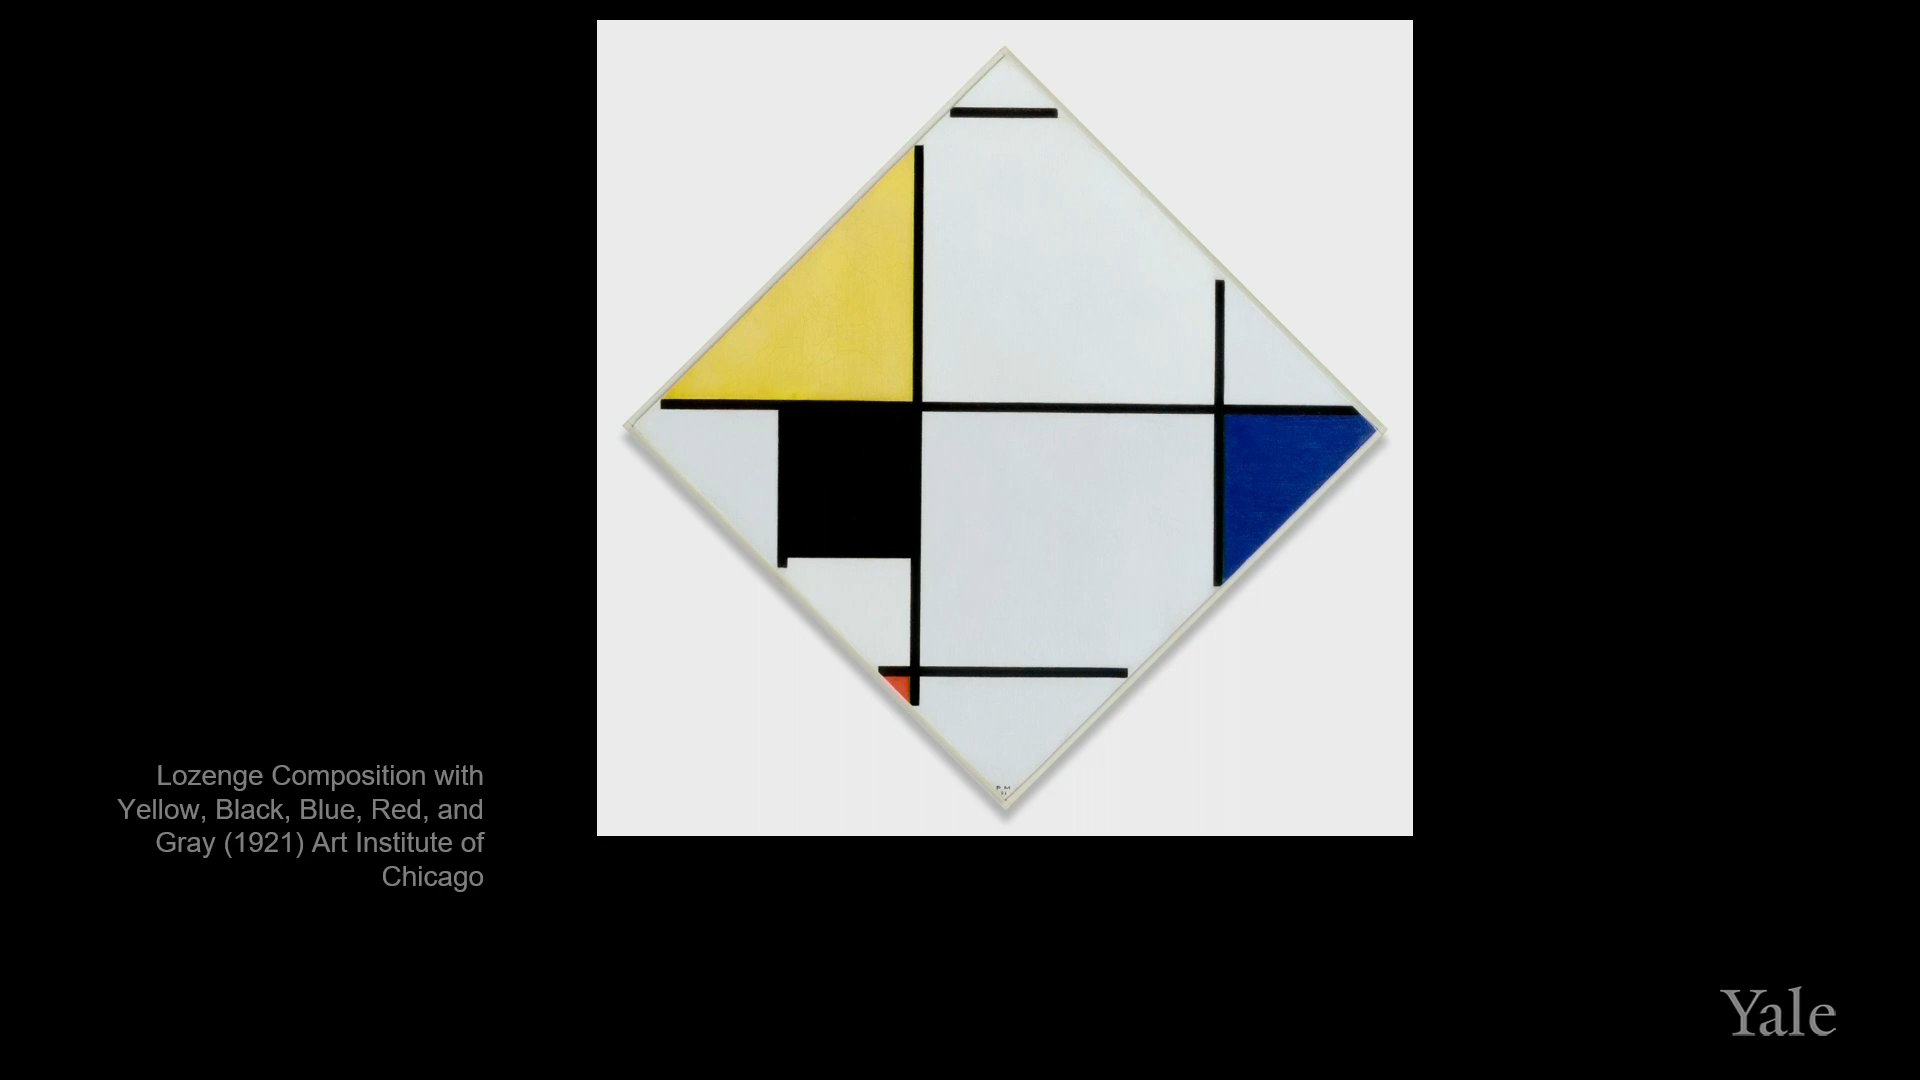 Lozenge Composition with
Yellow, Black, Blue, Red, and
Gray (1921) Art Institute of
Chicago
P M
Yale